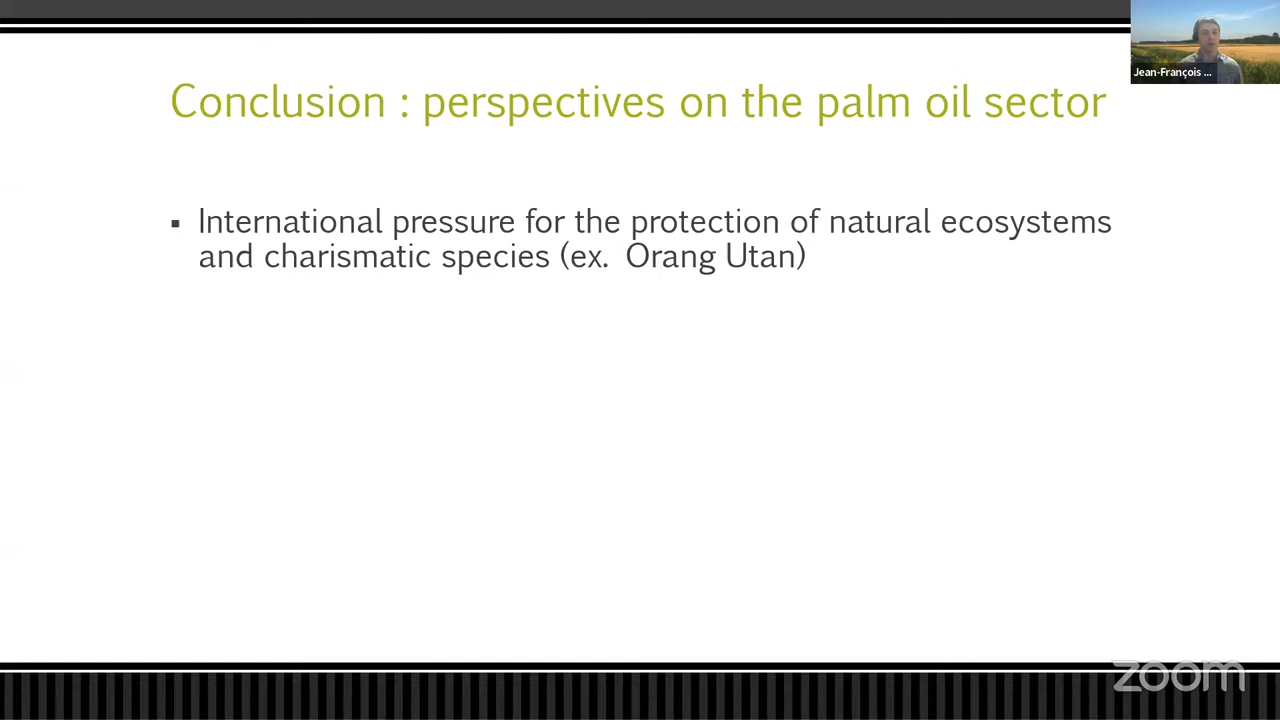 Jean-François ...
Conclusion : perspectives on the palm oil sector
▪ International pressure for the protection of natural ecosystems
and charismatic species (ex. Orang Utan)
zoom